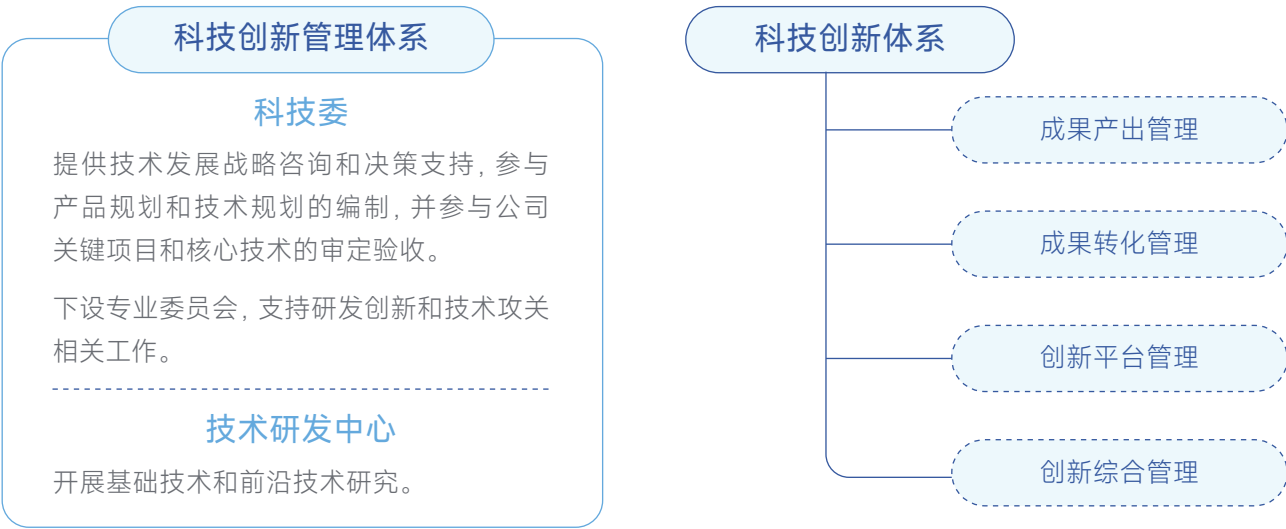 科技创新管理体系
科技委
提供技术发展战略咨询和决策支持,参与
产品规划和技术规划的编制,并参与公司
关键项目和核心技术的审定验收。
下设专业委员会,支持研发创新和技术攻关
相关工作。
技术研发中心
开展基础技术和前沿技术研究。
科技创新体系
成果产出管理
成果转化管理
创新平台管理
创新综合管理